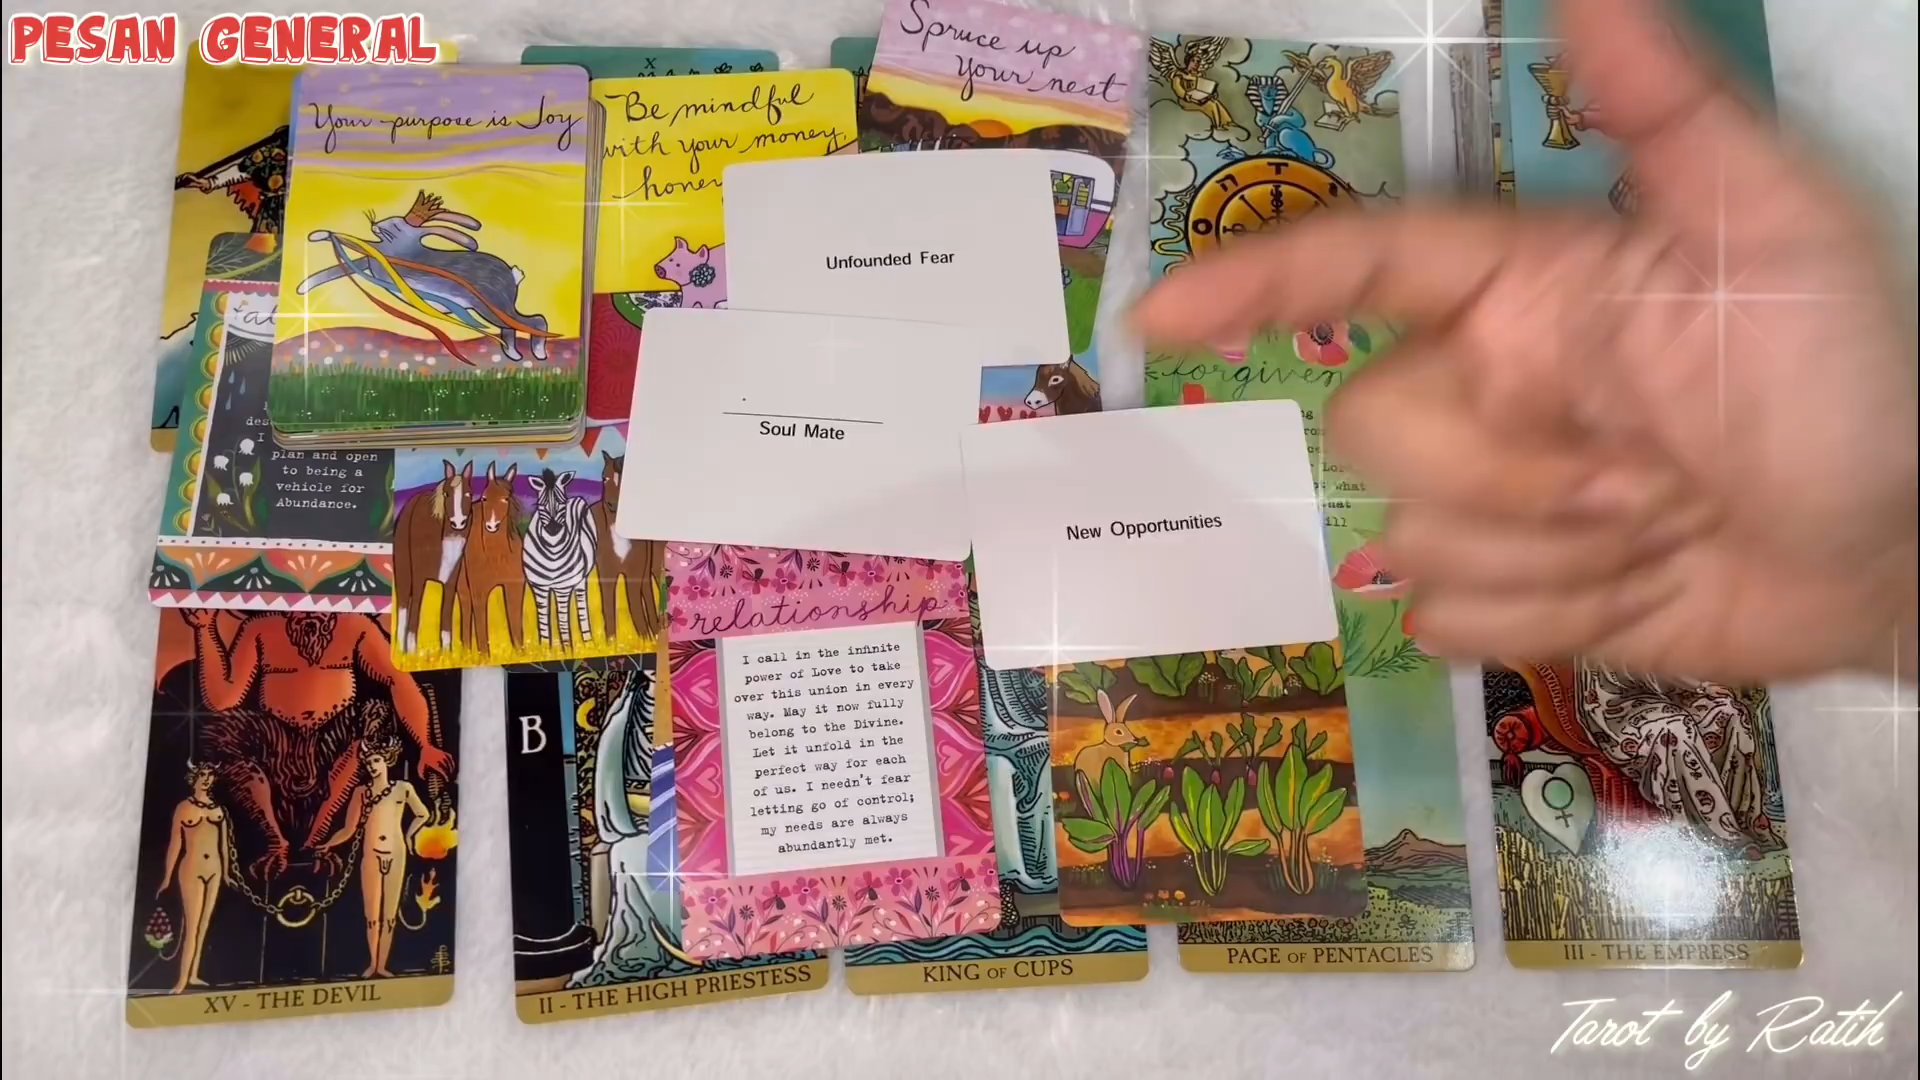 PESAN GENERAL
Your purpose is Joy
X
Be mindful
with your money,
honey
Spruce up
Your nest
Unfounded Fear
Soul Mate
New Opportunities
plan and open
to being a
vehicle for
Abundance.
relationship
I call in the infinite
power of Love to take
over this union in every
way. May it now fully
belong to the Divine.
Let it unfold in the
perfect way for each
of us. I needn't fear
letting go of control;
my needs are always
abundantly met.
B
XV - THE DEVIL
II - THE HIGH PRIESTESS
KING OF CUPS
PAGE OF PENTACLES
III - THE EMPRESS
Tarot by Ratih